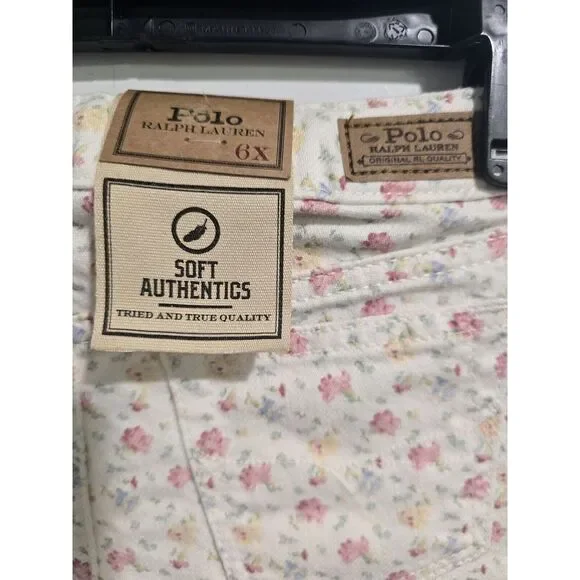 Polo
RALPH LAUREN
6X
SOFT
AUTHENTICS
TRIED AND TRUE QUALITY
Polo
RALPH LAUREN
ORIGINAL RL QUALITY